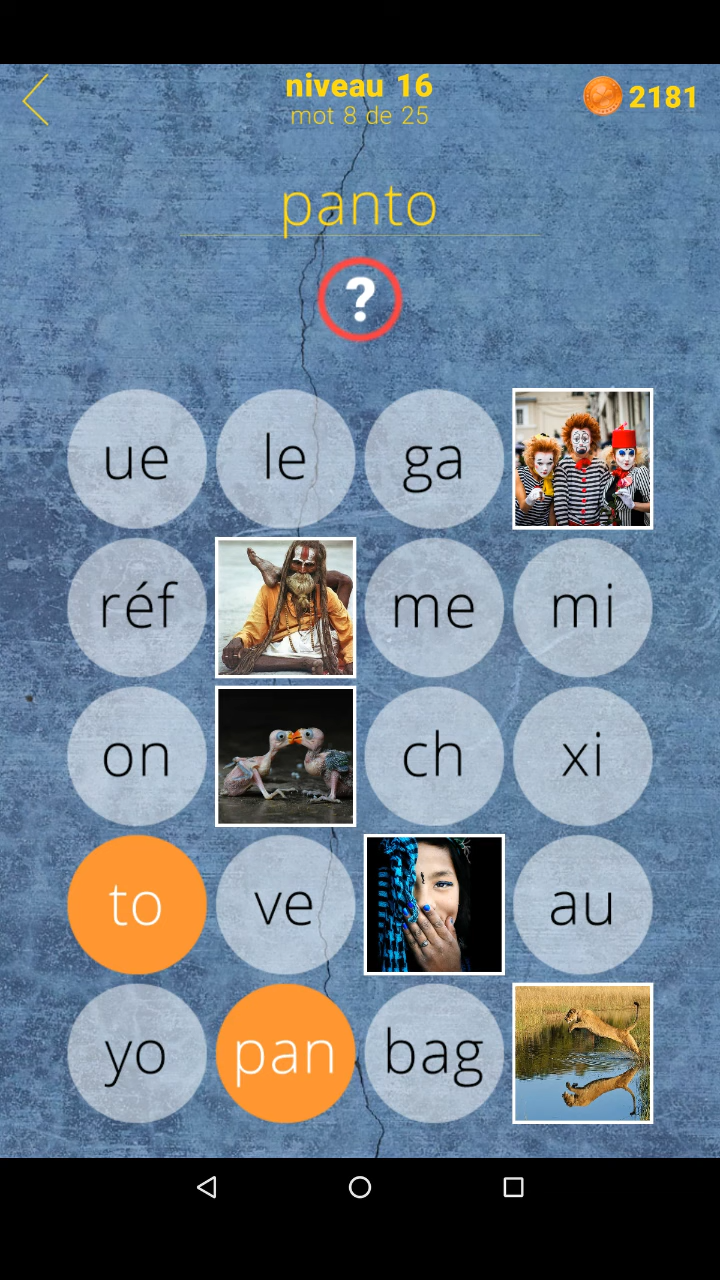 niveau 16
2181
mot 8 de 25
panto
?
ue le ga
réf me mi
on ch xi
to ve au
yo pan bag